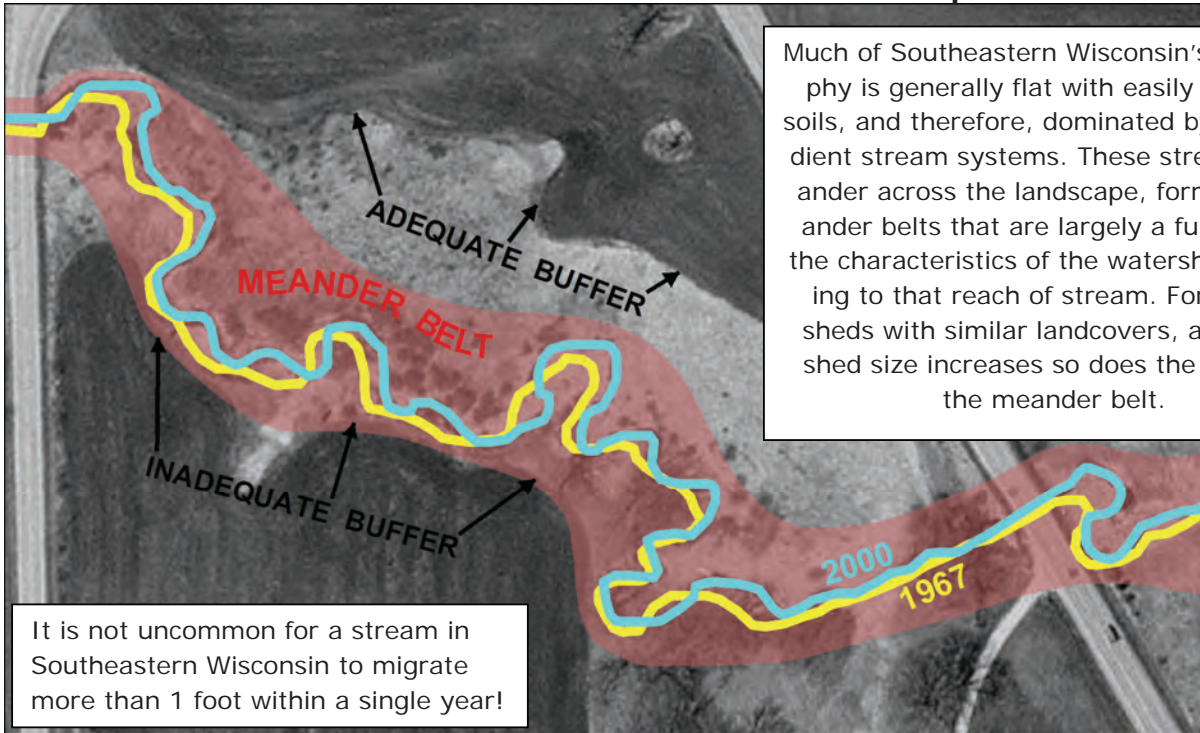 Much of Southeastern Wisconsin's
phy is generally flat with easily
soils, and therefore, dominated b
dient stream systems. These stre
ander across the landscape, form
ander belts that are largely a fu
the characteristics of the watersh
ing to that reach of stream. For
sheds with similar landcovers, a
shed size increases so does the
the meander belt.
ADEQUATE BUFFER
MEANDER BELT
INADEQUATE BUFFER
2000
1967
It is not uncommon for a stream in
Southeastern Wisconsin to migrate
more than 1 foot within a single year!